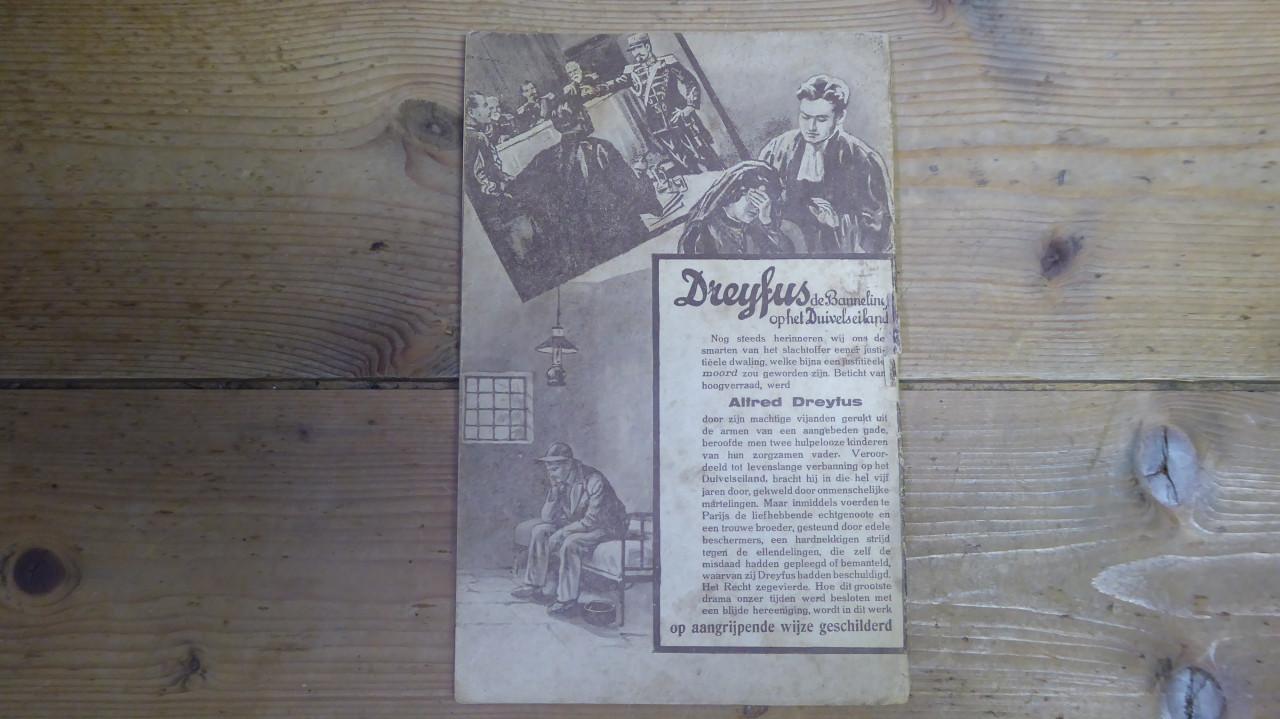 Dreyfus de Banneling
op het Duivelseiland
Nog steeds herinneren wij ons de
smarten van het slachtoffer eener justi-
tiëele dwaling, welke bijna een justitieele
moord zou geworden zijn. Beticht van
hoogverraad, werd
Alfred Dreyfus
door zijn machtige vijanden gerukt uit
de armen van een aangebeden gade,
beroofde men twee hulpelooze kinderen
van hun zorgzamen vader. Veroor-
deeld tot levenslange verbanning op het
Duivelseiland, bracht hij in die hel vijf
jaren door, gekweld door onmenschelijke
martelingen. Maar inmiddels voerden te
Parijs de liefhebbende echtgenoote en
een trouwe broeder, gesteund door edele
beschermers, een hardnekkigen strijd
tegen de ellendelingen, die zelf de
misdaad hadden gepleegd of bemanteld,
waarvan zij Dreyfus hadden beschuldigd.
Het Recht zegevierde. Hoe dit grootste
drama onzer tijden werd besloten met
een blijde hereeniging, wordt in dit werk
op aangrijpende wijze geschilderd